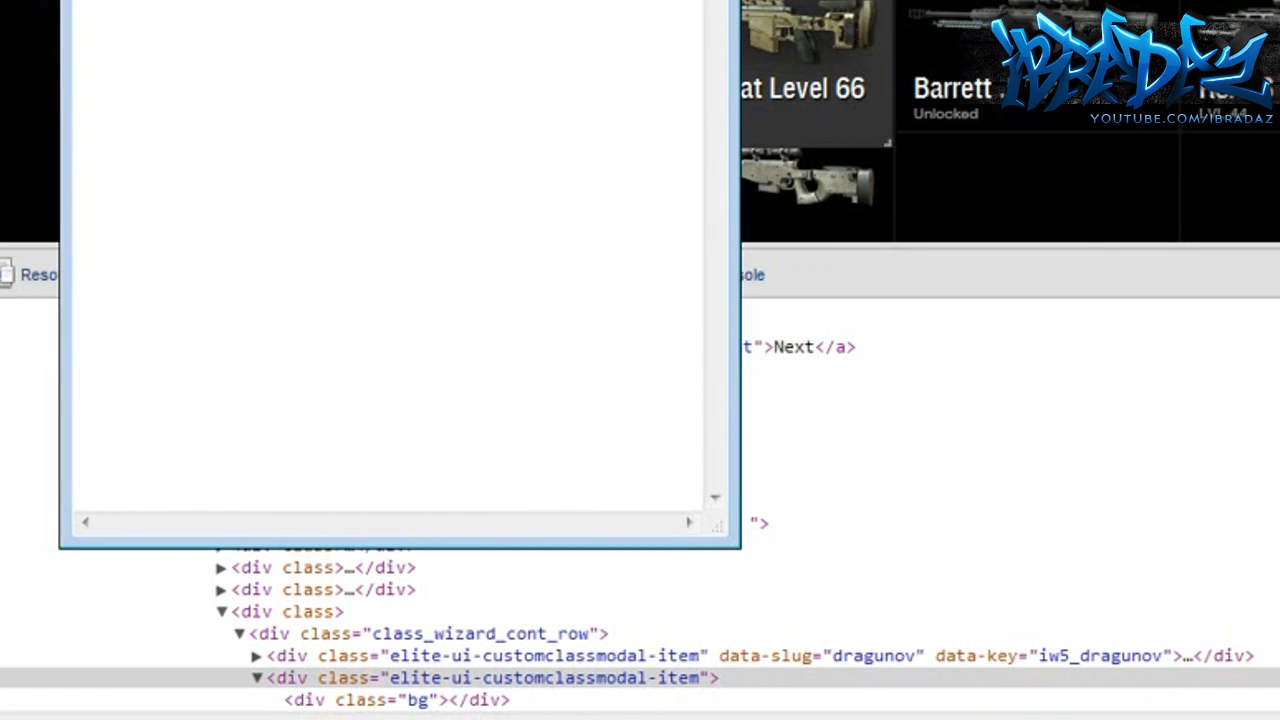 iBRADAZ
YOUTUBE.COM/IBRADAZ
at Level 66
Barrett .
Unlocked
LVL 44
Reso
sole
t">Next</a>
">
▶<div class>…</div>
▶<div class>…</div>
▼<div class>
▼<div class="class_wizard_cont_row">
▶<div class="elite-ui-customclassmodal-item" data-slug="dragunov" data-key="iw5_dragunov">…</div>
▼<div class="elite-ui-customclassmodal-item">
<div class="bg"></div>